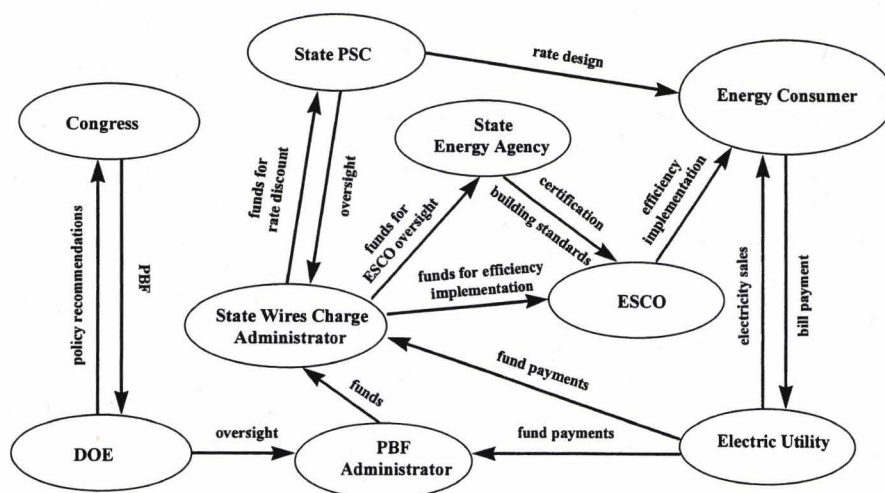 State PSC
rate design
Energy Consumer
Congress
State
Energy Agency
funds for
rate discount
oversight
funds for
ESCO oversight
certification
building standards
efficiency
implementation
policy recommendations
PBF
funds for efficiency
implementation
ESCO
electricity sales
bill payment
State Wires Charge
Administrator
fund payments
funds
DOE
oversight
PBF
Administrator
fund payments
Electric Utility